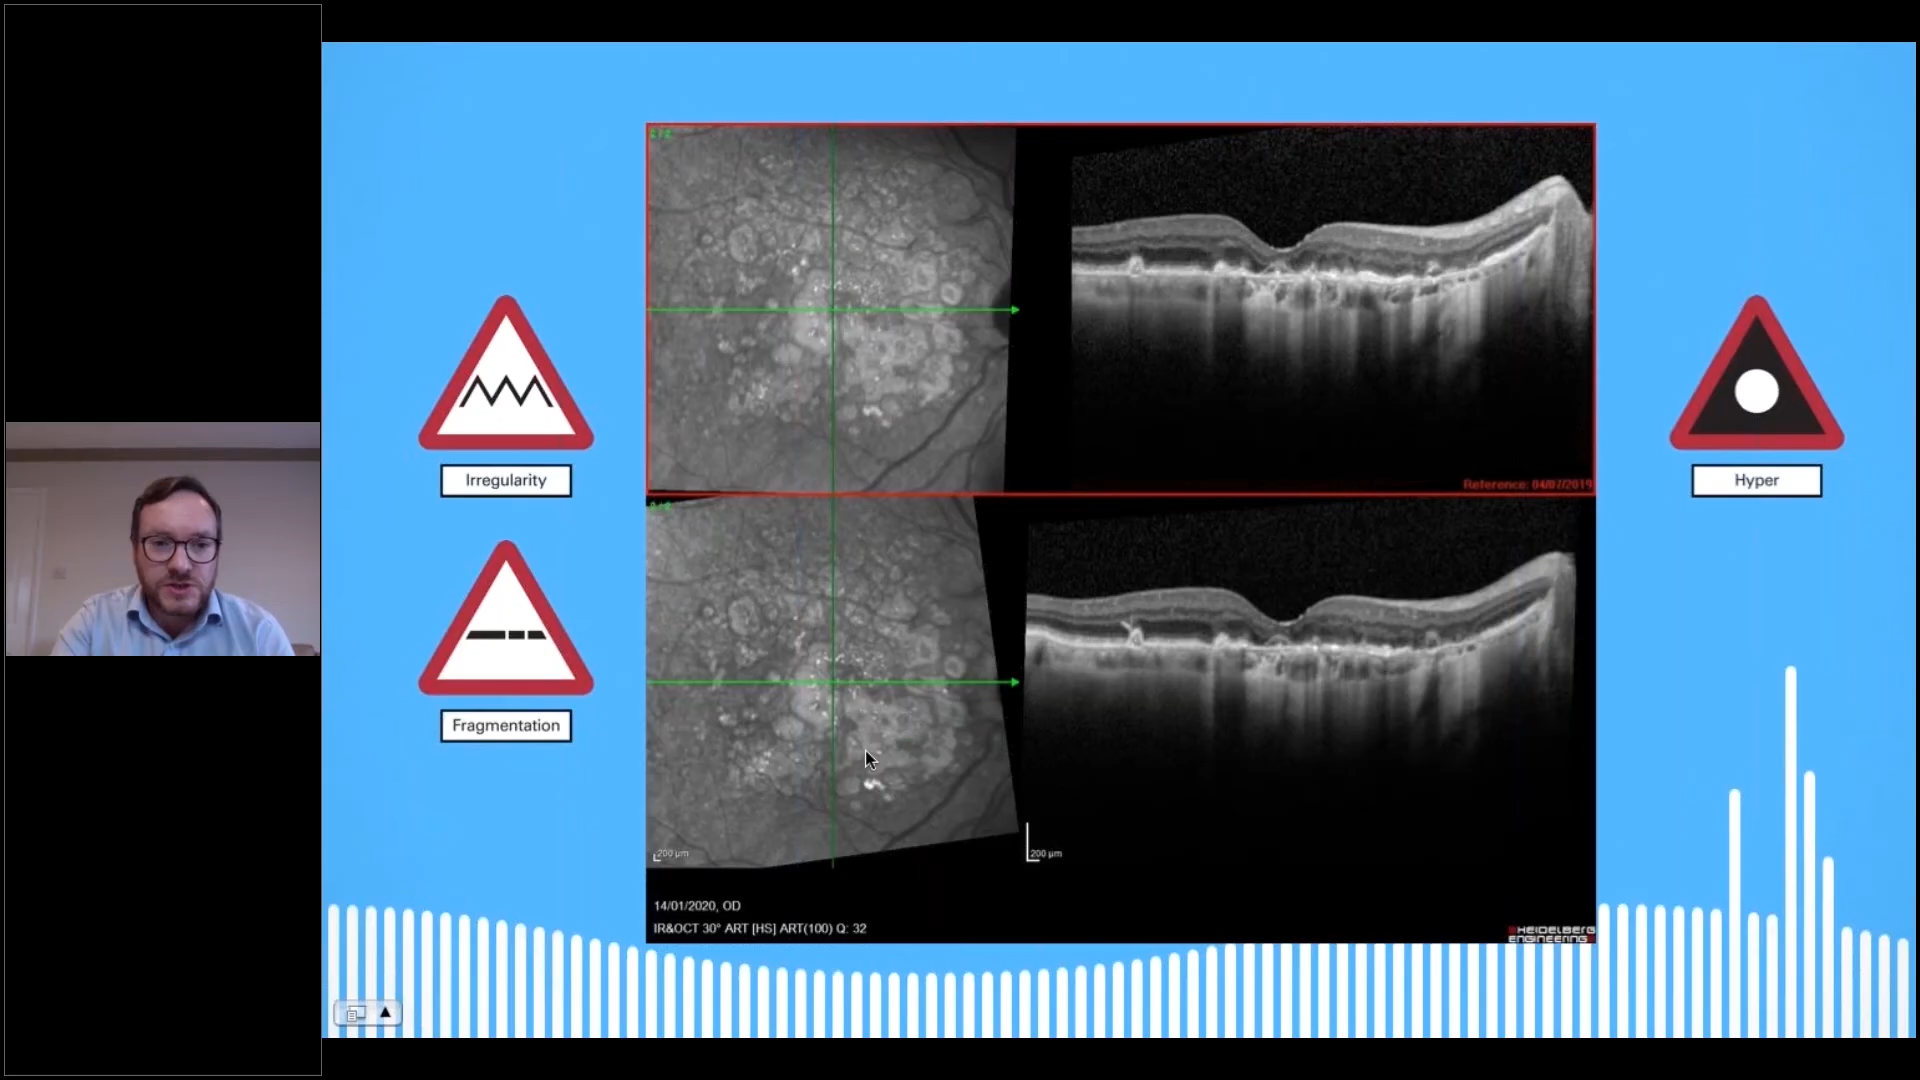 Irregularity
Fragmentation
Reference: 04/07/2019
200 µm
200 µm
14/01/2020, OD
IR&OCT 30° ART [HS] ART(100) Q: 32
HEIDELBERG
ENGINEERING
Hyper